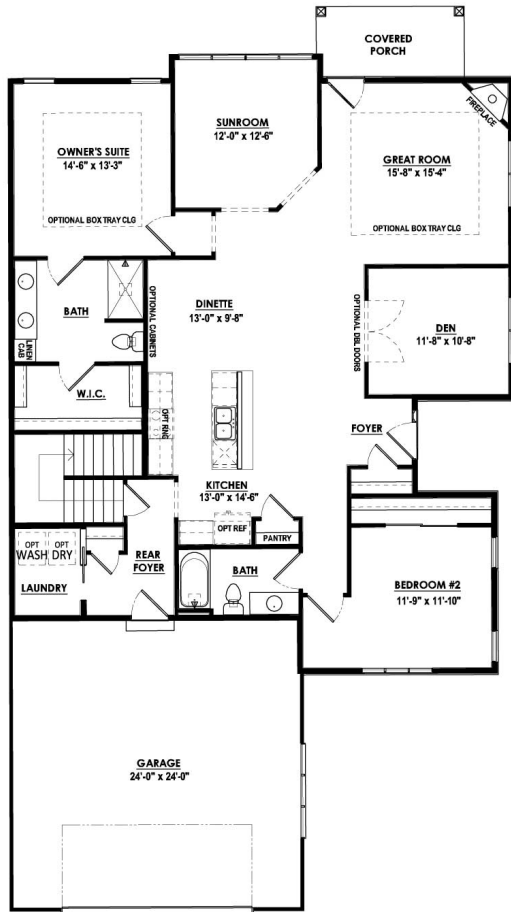 COVERED
PORCH
FIREPLACE
SUNROOM
12'-0" x 12'-6"
OWNER'S SUITE
14'-6" x 13'-3"
OPTIONAL BOX TRAY CLG
GREAT ROOM
15'-8" x 15'-4"
OPTIONAL BOX TRAY CLG
BATH
LINEN
CAB
OPTIONAL CABINETS
DINETTE
13'-0" x 9'-8"
OPTIONAL DBL DOORS
DEN
11'-8" x 10'-8"
W.I.C.
OPT RNG
FOYER
KITCHEN
13'-0" x 14'-6"
OPT REF
PANTRY
OPT
WASH
OPT
DRY
LAUNDRY
REAR
FOYER
BATH
BEDROOM #2
11'-9" x 11'-10"
GARAGE
24'-0" x 24'-0"